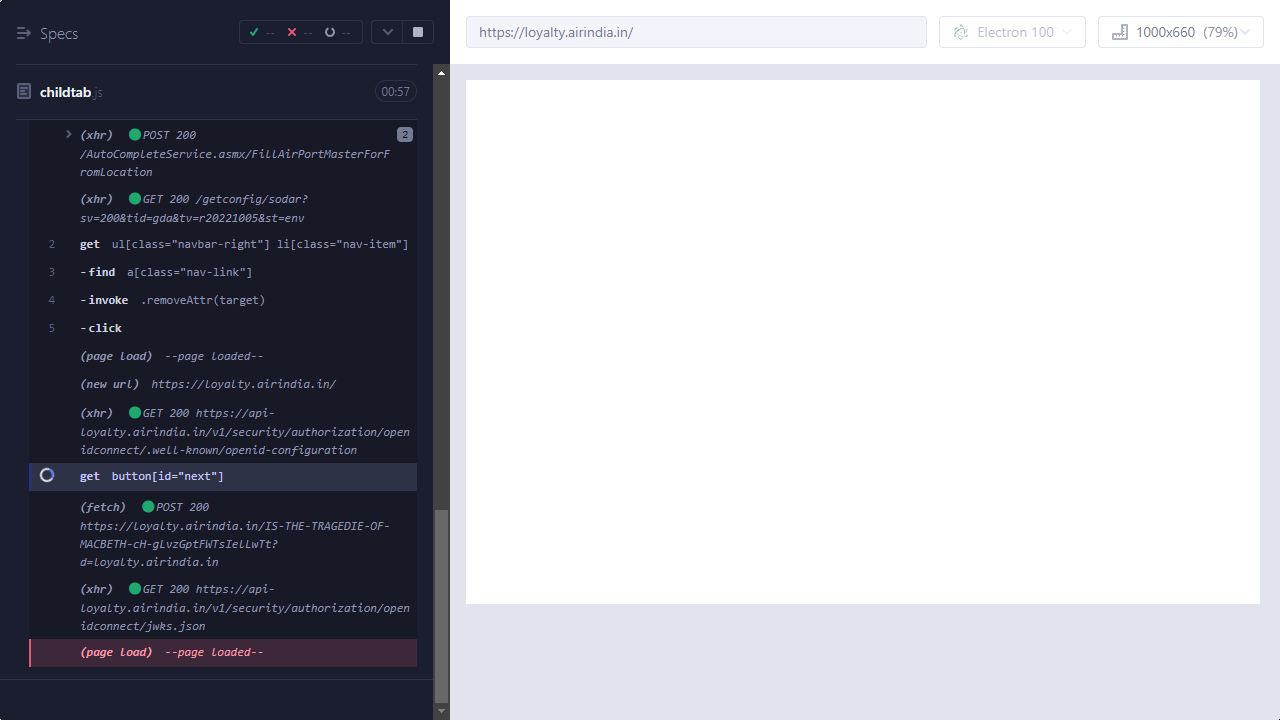 Specs
-- -- --
https://loyalty.airindia.in/
Electron 100
1000x660 (79%)
childtab.js
00:57
(xhr) POST 200
2
/AutoCompleteService.asmx/FillAirPortMasterForF
romLocation
(xhr) GET 200 /getconfig/sodar?
sv=200&tid=gda&tv=r20221005&st=env
2 get ul[class="navbar-right"] li[class="nav-item"]
3 -find a[class="nav-link"]
4 -invoke .removeAttr(target)
5 -click
(page load) --page loaded--
(new url) https://loyalty.airindia.in/
(xhr) GET 200 https://api-
loyalty.airindia.in/v1/security/authorization/open
idconnect/.well-known/openid-configuration
get button[id="next"]
(fetch) POST 200
https://loyalty.airindia.in/IS-THE-TRAGEDIE-OF-
MACBETH-cH-gLvzGptFWTsIelLwTt?
d=loyalty.airindia.in
(xhr) GET 200 https://api-
loyalty.airindia.in/v1/security/authorization/open
idconnect/jwks.json
(page load) --page loaded--